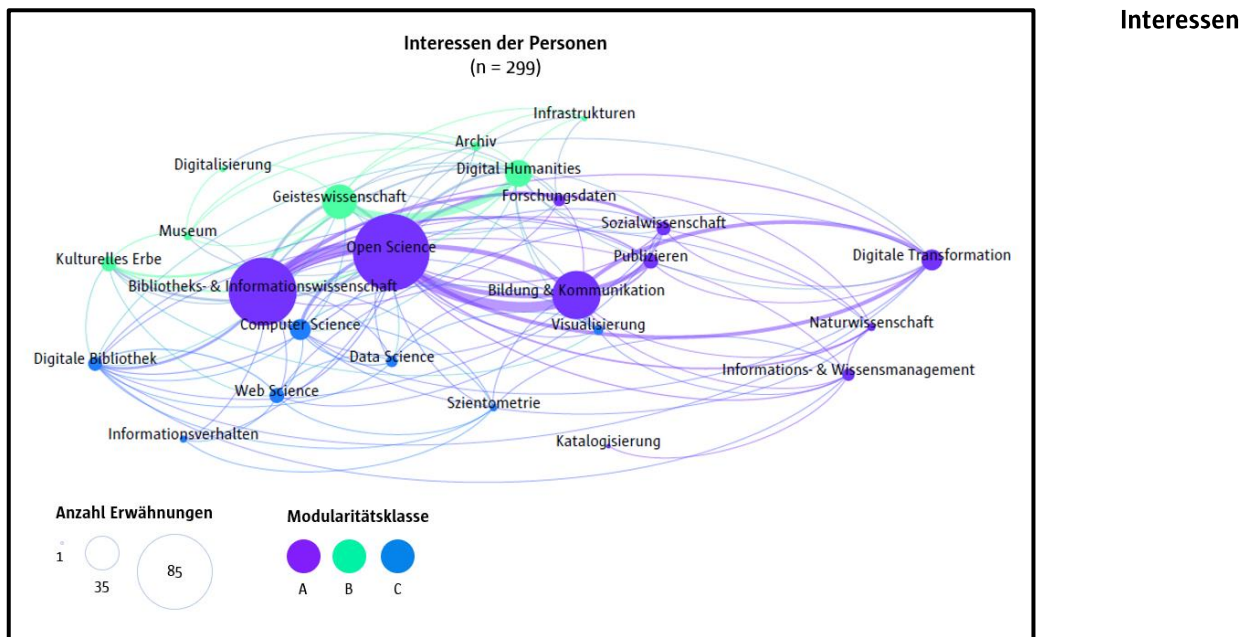 Interessen
Interessen der Personen
(n = 299)
Infrastrukturen
Archiv
Digitalisierung
Digital Humanities
Geisteswissenschaft
Forschungsdaten
Sozialwissenschaft
Museum
Open Science
Publizieren
Digitale Transformation
Kulturelles Erbe
Bibliotheks- & Informationswissenschaft
Bildung & Kommunikation
Computer Science
Visualisierung
Naturwissenschaft
Digitale Bibliothek
Data Science
Informations- & Wissensmanagement
Web Science
Szientometrie
Informationsverhalten
Katalogisierung
Anzahl Erwähnungen
1
35
85
Modularitätsklasse
A
B
C